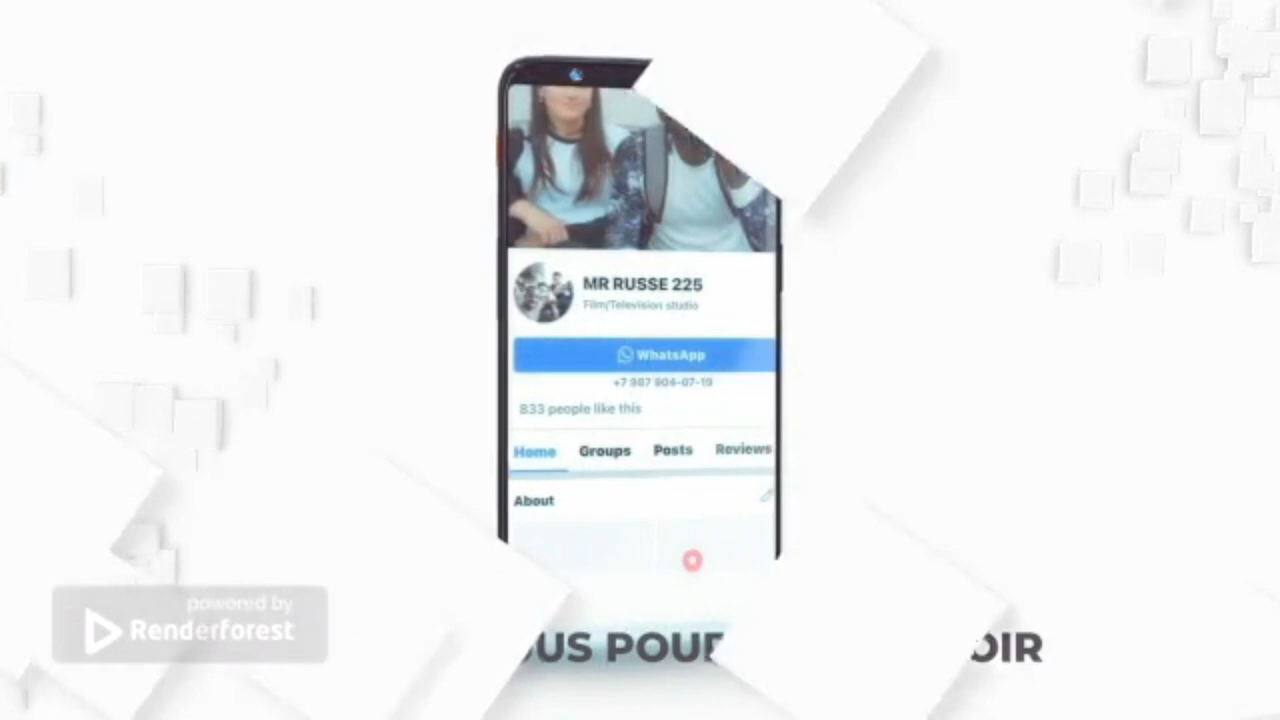 MR RUSSE 225
Film/Television studio
WhatsApp
+7 987 904-07-19
833 people like this
Home Groups Posts Reviews
About
powered by
Renderforest
POUR